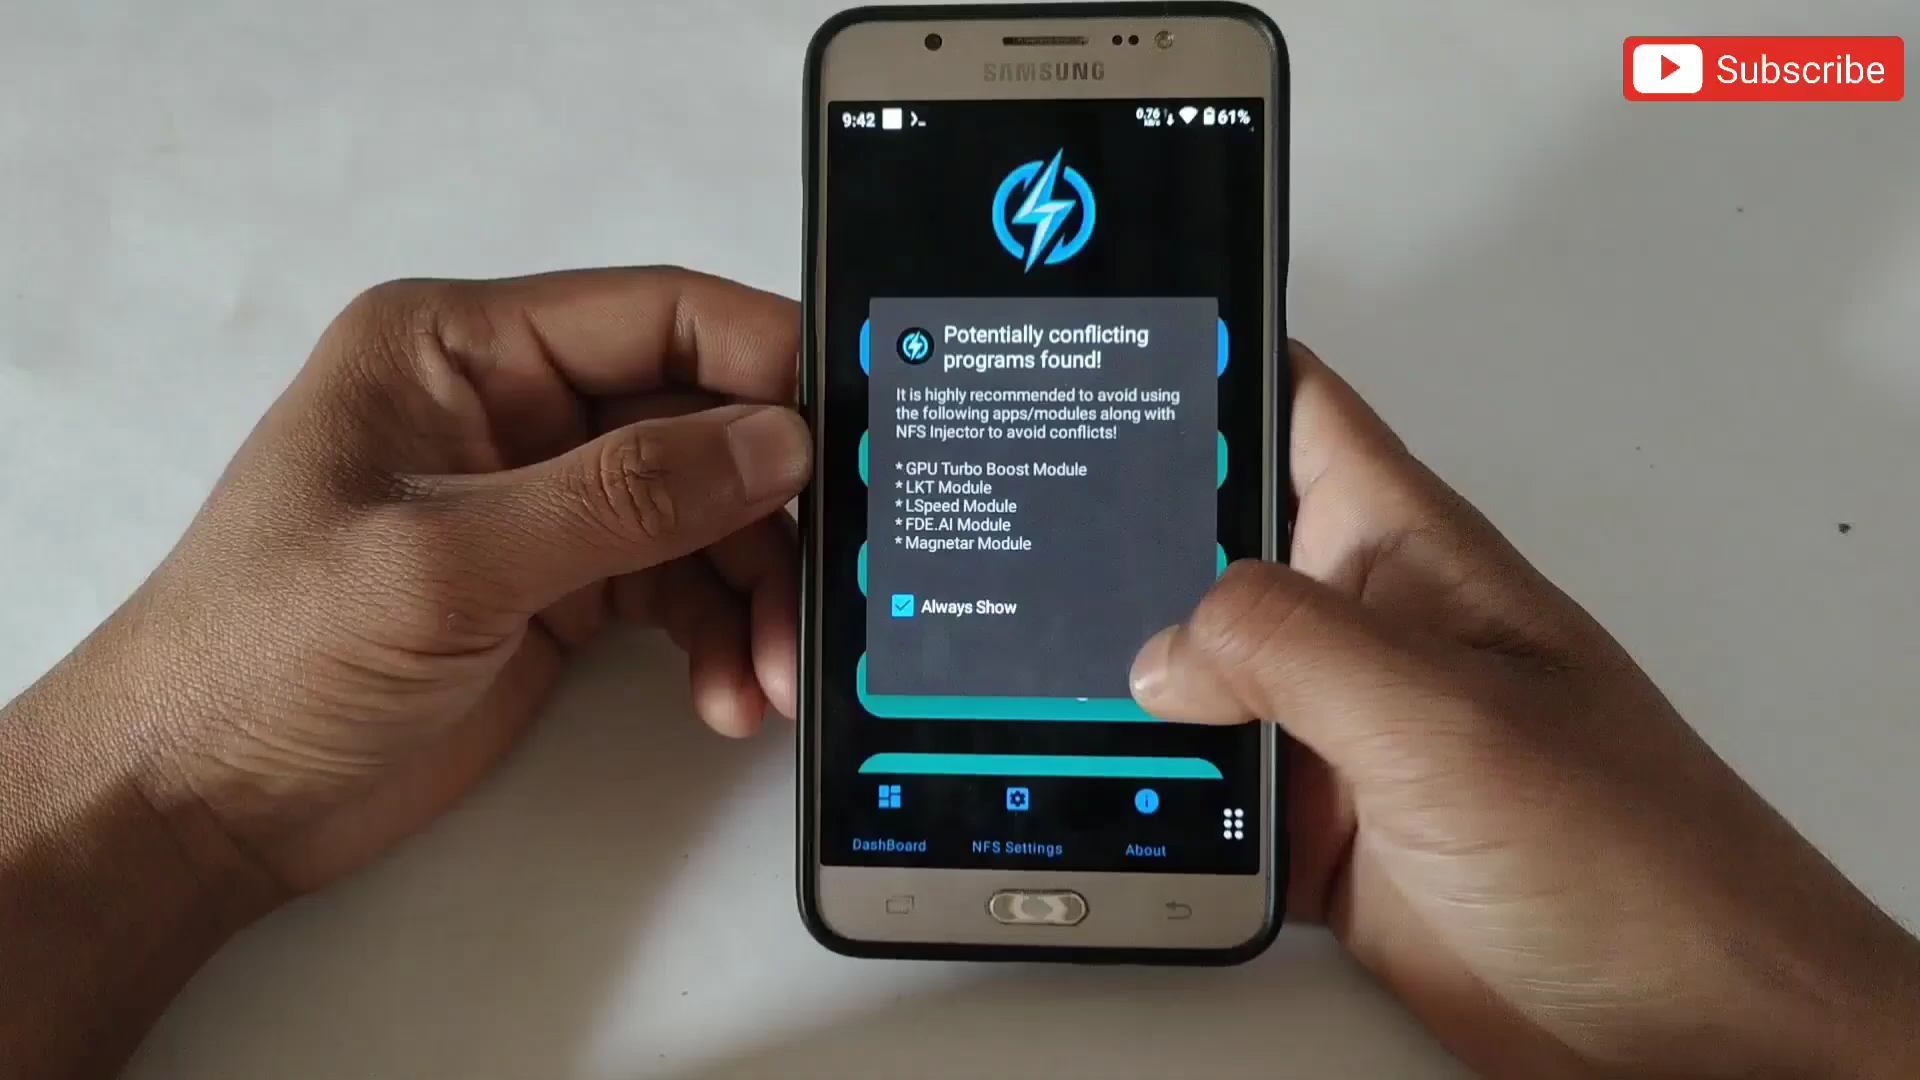 Subscribe
SAMSUNG
9:42
61%
Potentially conflicting
programs found!
It is highly recommended to avoid using
the following apps/modules along with
NFS Injector to avoid conflicts!
* GPU Turbo Boost Module
* LKT Module
* LSpeed Module
* FDE.AI Module
* Magnetar Module
Always Show
DashBoard
NFS Settings
About